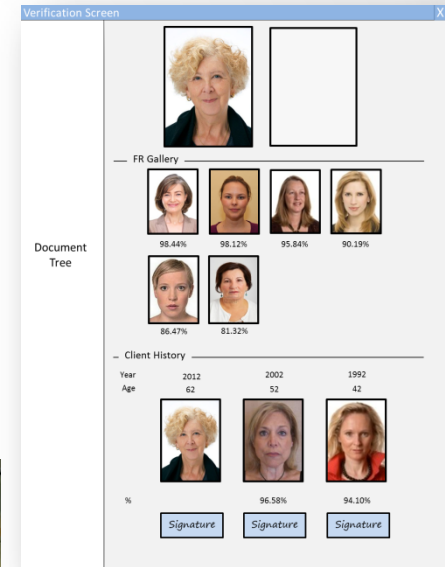 Verification Screen X
FR Gallery
98.44% 98.12% 95.84% 90.19%
Document
Tree
86.47% 81.32%
Client History
Year 2012 2002 1992
Age 62 52 42
% 96.58% 94.10%
Signature Signature Signature